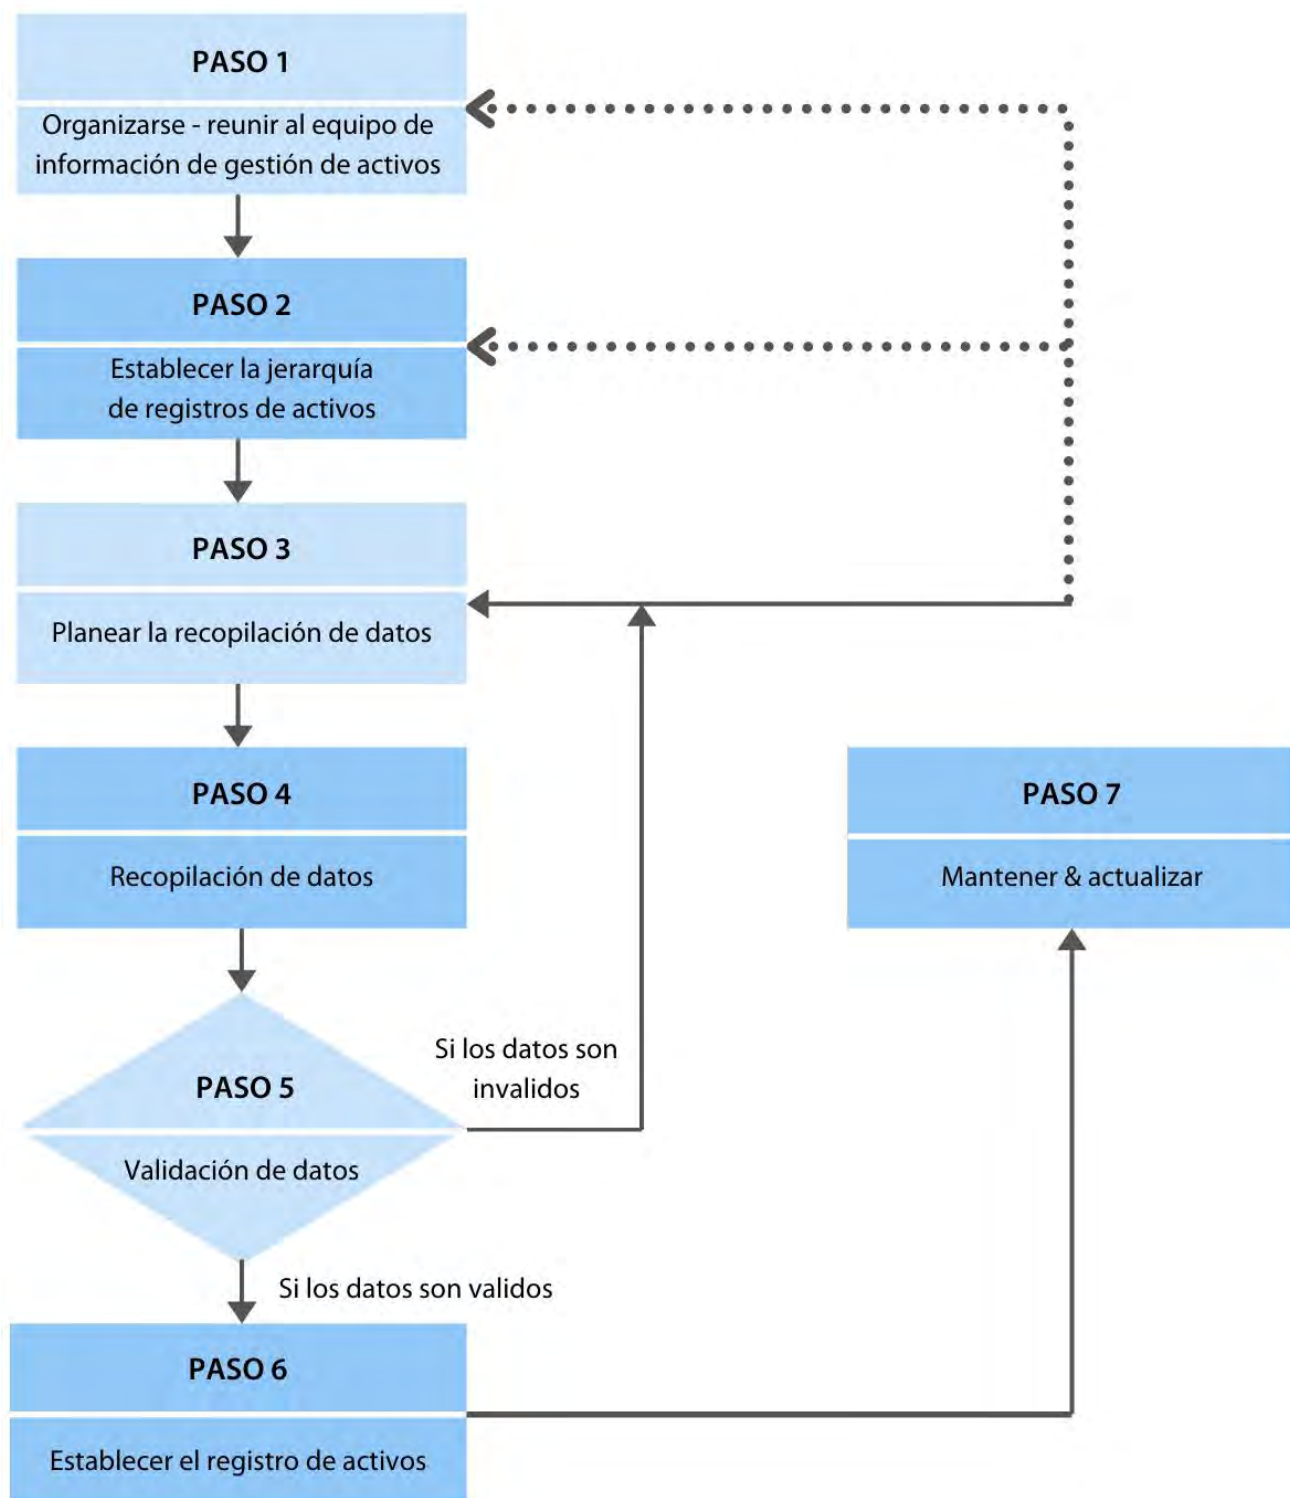 PASO 1
Organizarse - reunir al equipo de
información de gestión de activos
PASO 2
Establecer la jerarquía
de registros de activos
PASO 3
Planear la recopilación de datos
PASO 4
Recopilación de datos
PASO 7
Mantener & actualizar
Si los datos son
invalidos
PASO 5
Validación de datos
Si los datos son validos
PASO 6
Establecer el registro de activos